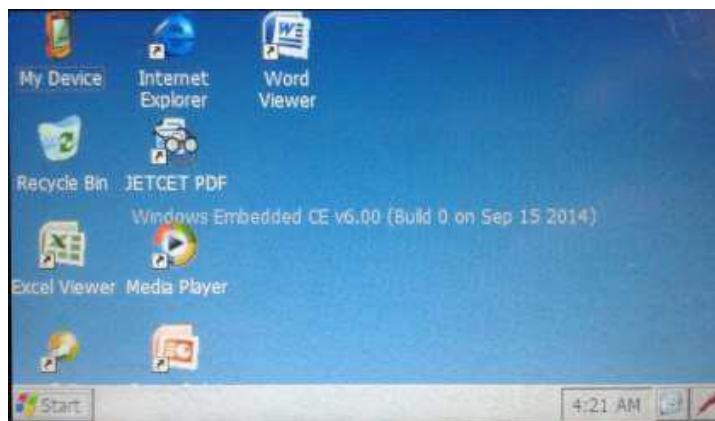 My Device
Internet
Explorer
Word
Viewer
Recycle Bin
JETCET PDF
Windows Embedded CE v6.00 (Build 0 on Sep 15 2014)
Excel Viewer
Media Player
Start
4:21 AM